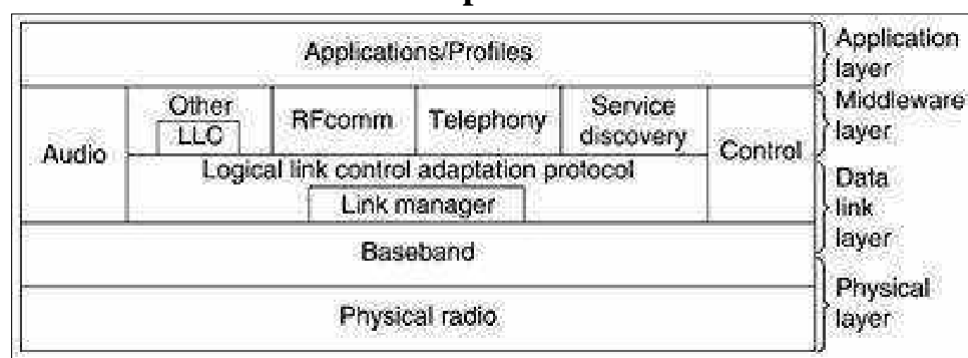 Applications/Profiles
Application
layer
Audio
Other
LLC
RFcomm
Telephony
Service
discovery
Control
Middleware
layer
Logical link control adaptation protocol
Link manager
Data
link
layer
Baseband
Physical radio
Physical
layer